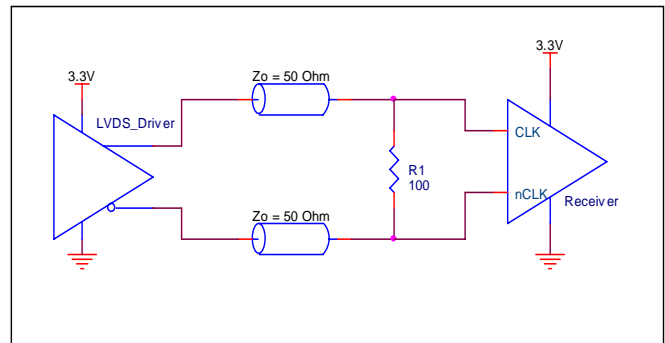 3.3V
3.3V
Zo = 50 Ohm
LVDS_Driver
CLK
R1
100
nCLK
Receiver
Zo = 50 Ohm